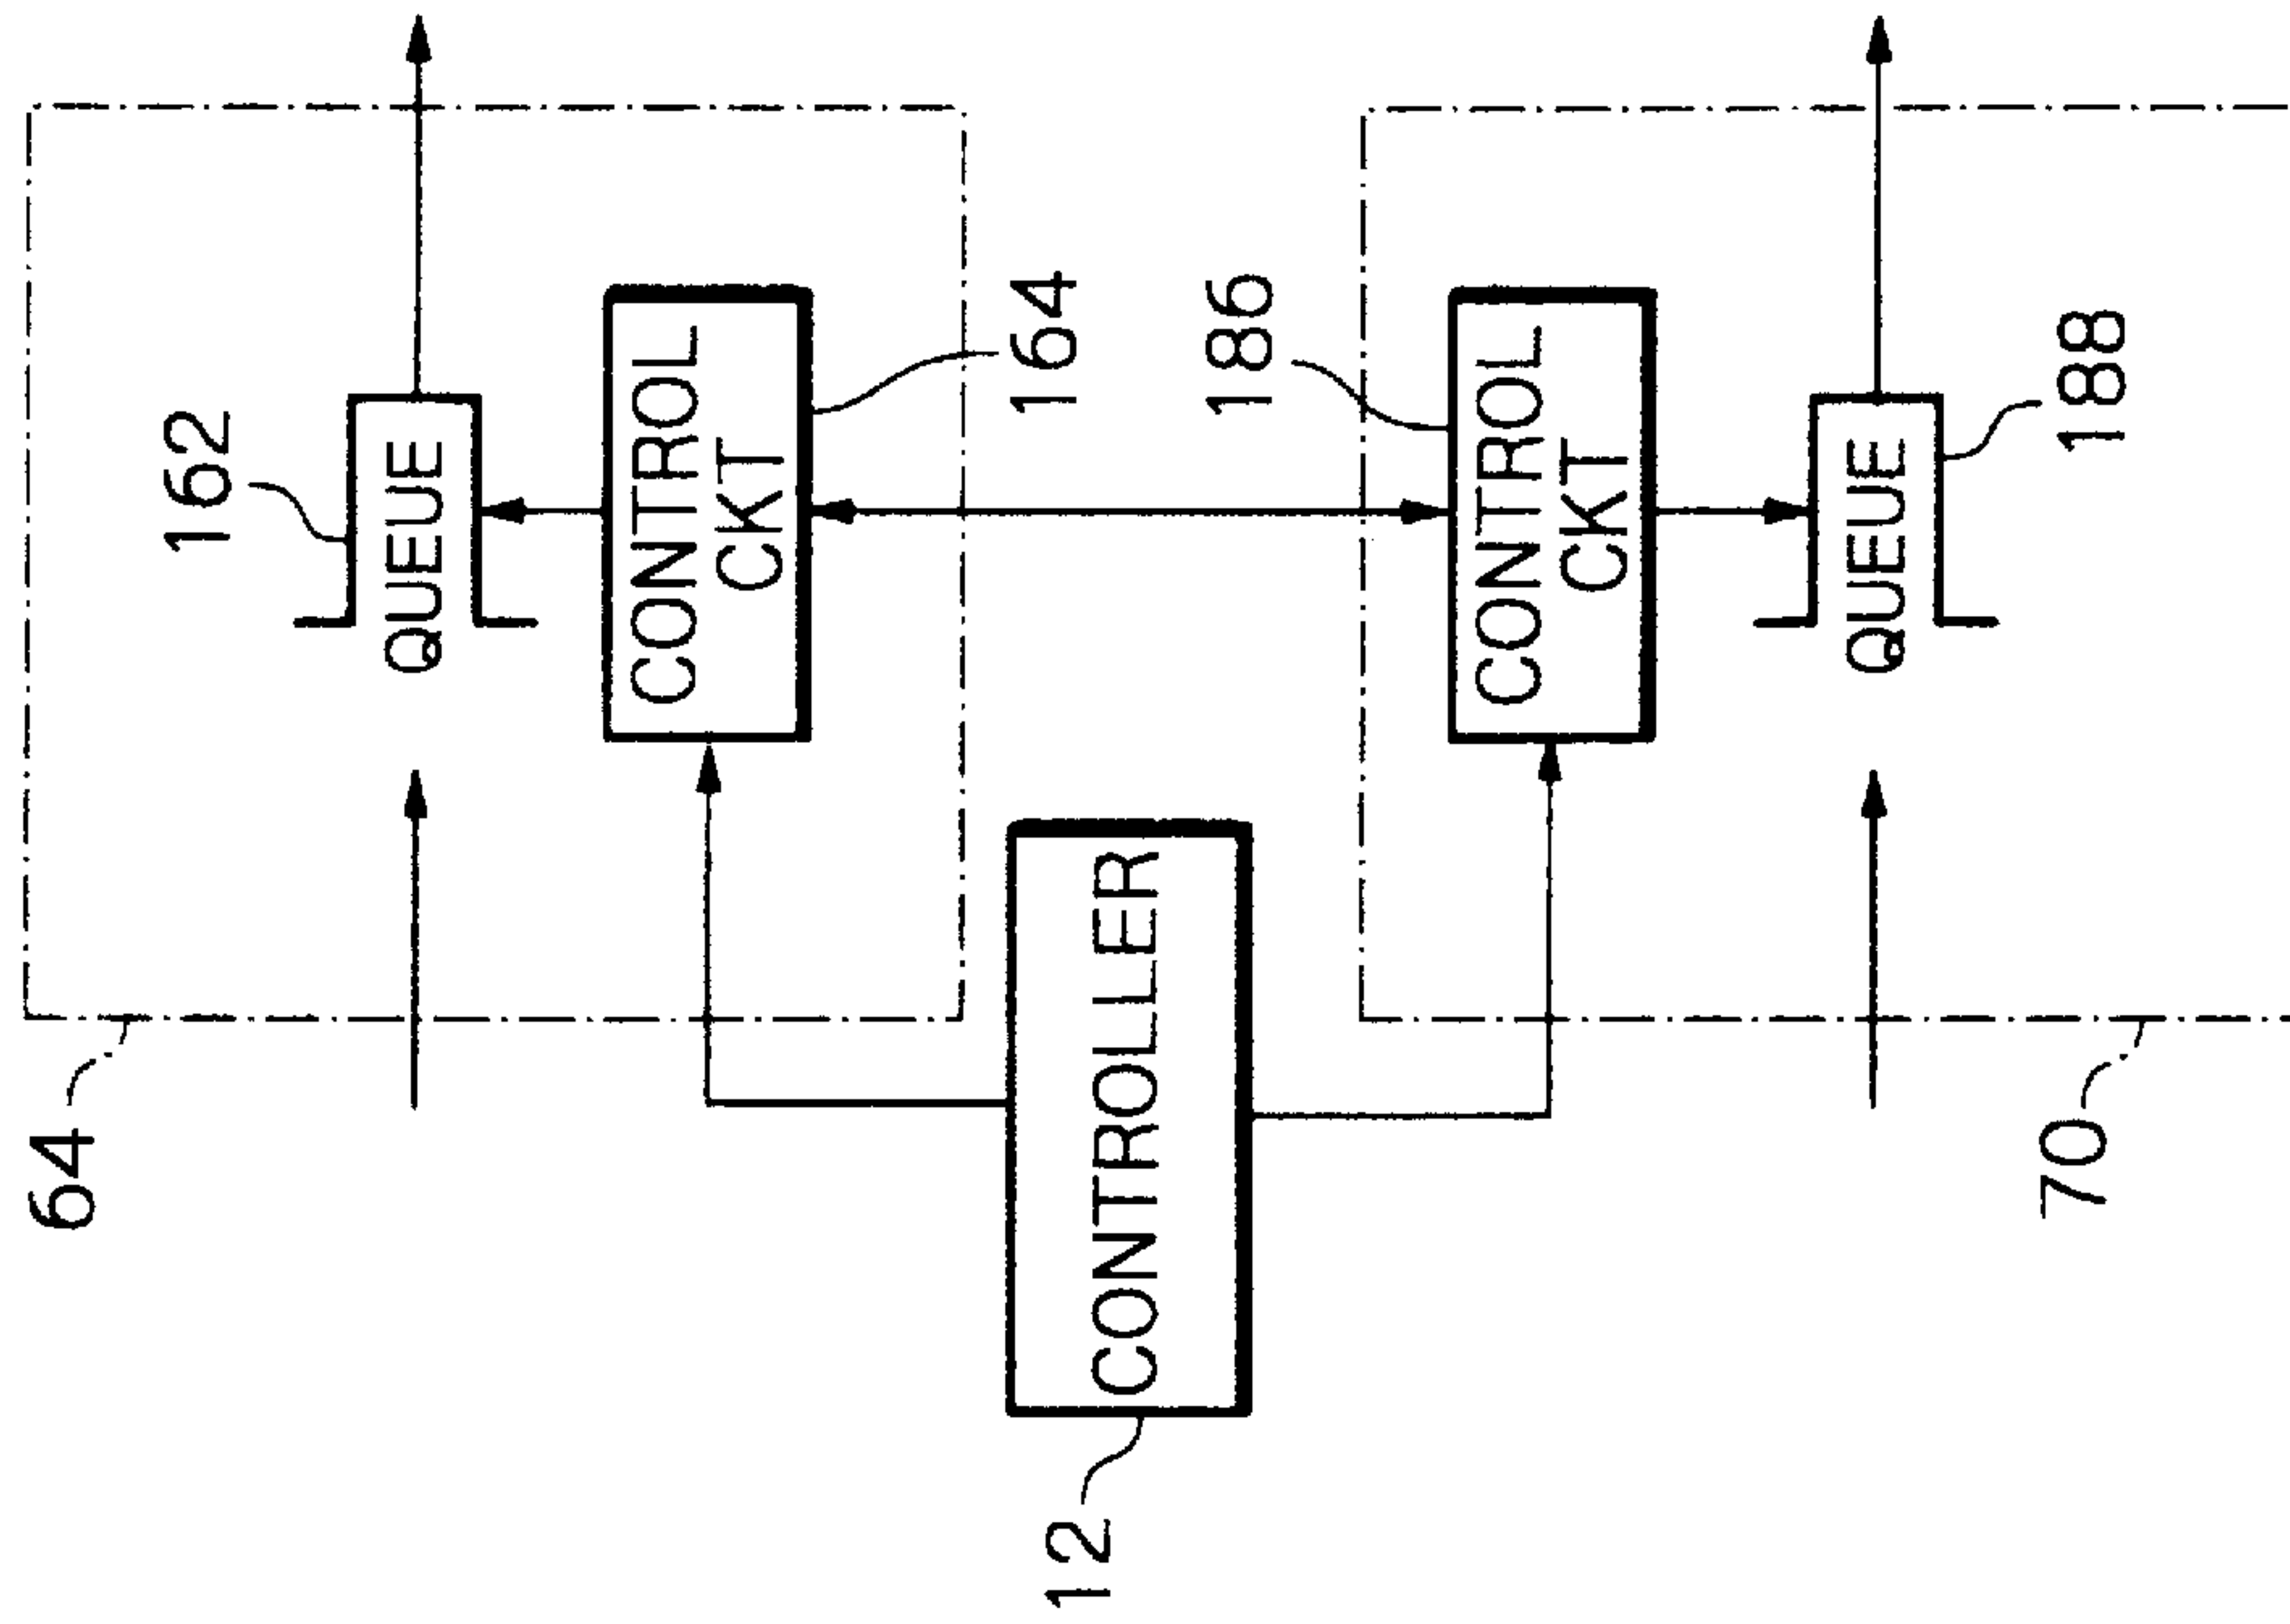 64
162
QUEUE
CONTROL
CKT
164
12
CONTROLLER
186
CONTROL
CKT
QUEUE
188
70